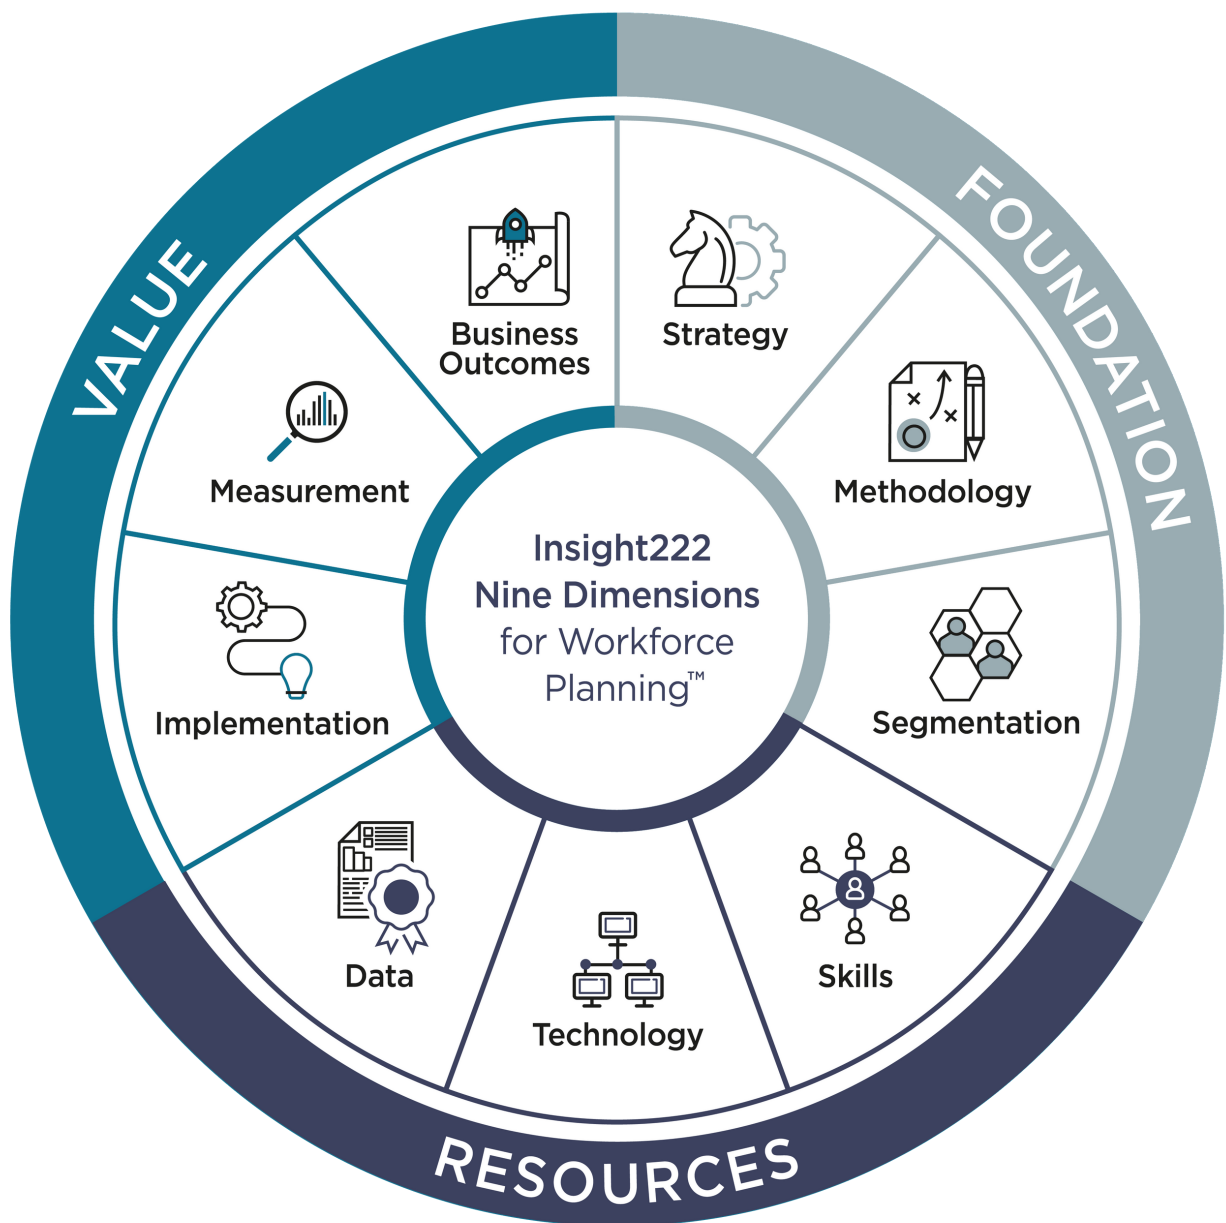 VALUE
FOUNDATION
RESOURCES
Business
Outcomes
Strategy
Methodology
Segmentation
Skills
Technology
Data
Implementation
Measurement
Insight222
Nine Dimensions
for Workforce
Planning™